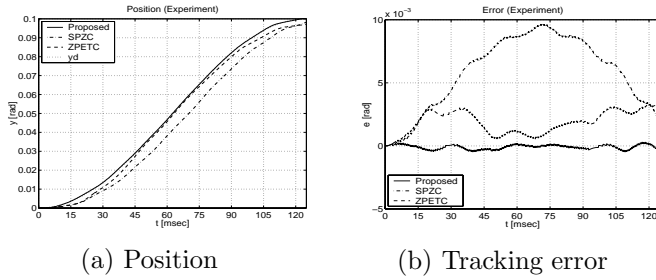 Position (Experiment)
0.1
0.09
0.08
0.07
0.06
0.05
0.04
0.03
0.02
0.01
0
y [rad]
Proposed
SPZC
ZPETC
yd
0 15 30 45 60 75 90 105 120
t [msec]
(a) Position
Error (Experiment)
x 10⁻³
10
5
0
−5
e [rad]
Proposed
SPZC
ZPETC
0 15 30 45 60 75 90 105 120
t [msec]
(b) Tracking error